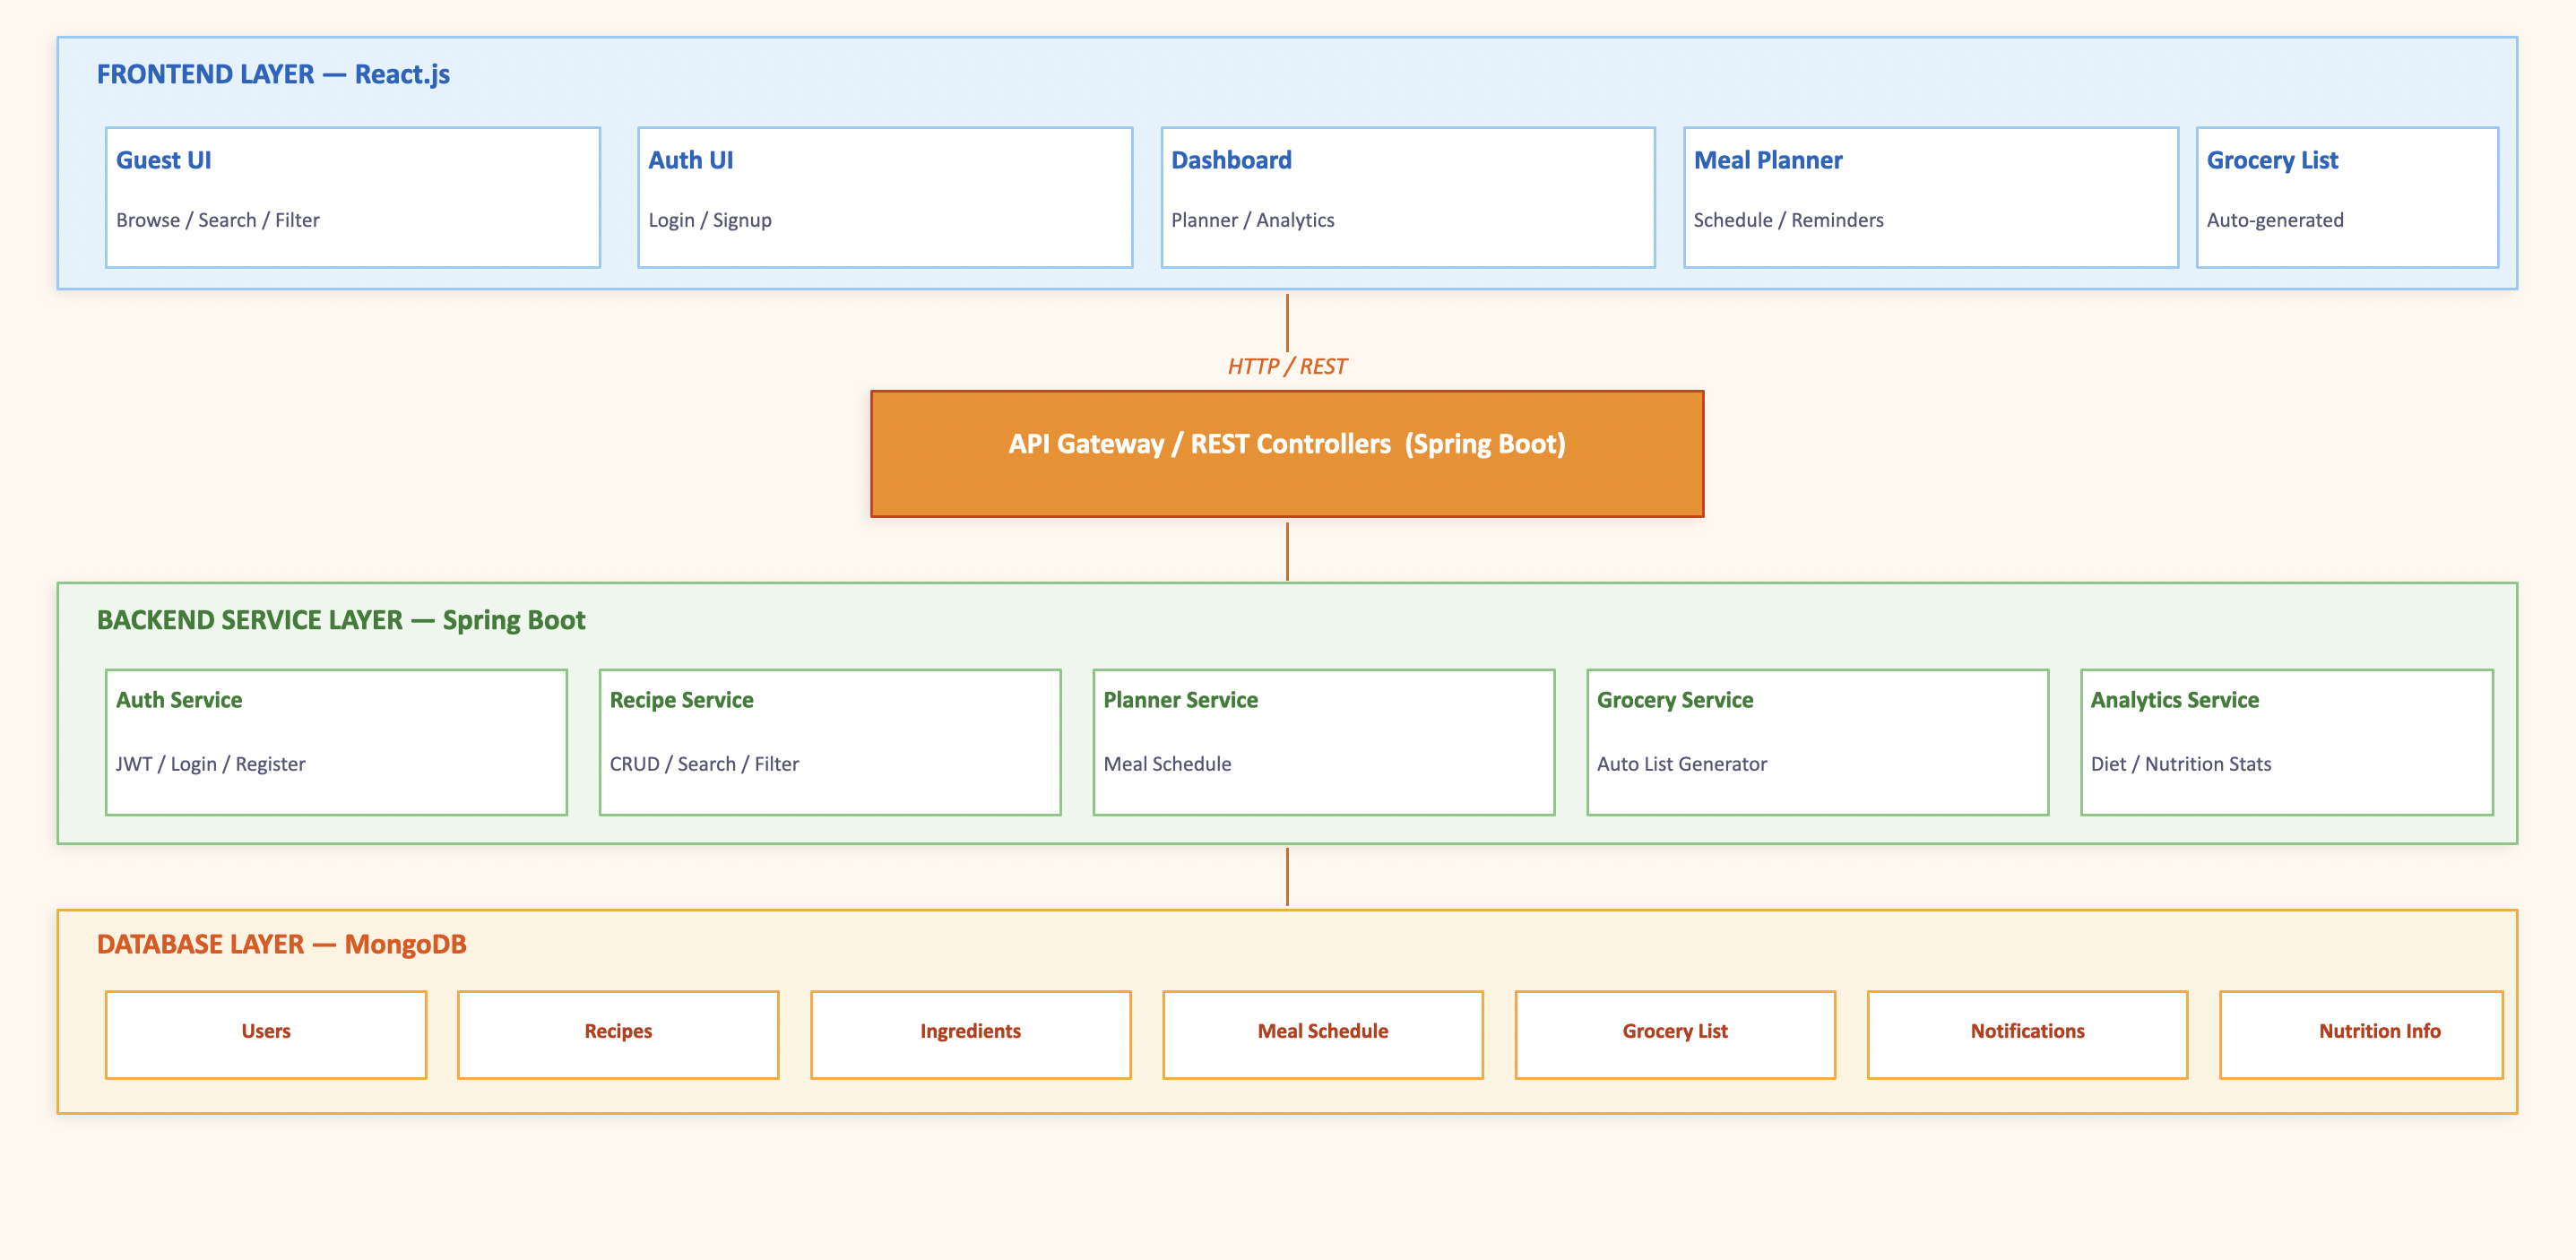 FRONTEND LAYER — React.js
Guest UI
Browse / Search / Filter
Auth UI
Login / Signup
Dashboard
Planner / Analytics
Meal Planner
Schedule / Reminders
Grocery List
Auto-generated
HTTP / REST
API Gateway / REST Controllers (Spring Boot)
BACKEND SERVICE LAYER — Spring Boot
Auth Service
JWT / Login / Register
Recipe Service
CRUD / Search / Filter
Planner Service
Meal Schedule
Grocery Service
Auto List Generator
Analytics Service
Diet / Nutrition Stats
DATABASE LAYER — MongoDB
Users
Recipes
Ingredients
Meal Schedule
Grocery List
Notifications
Nutrition Info